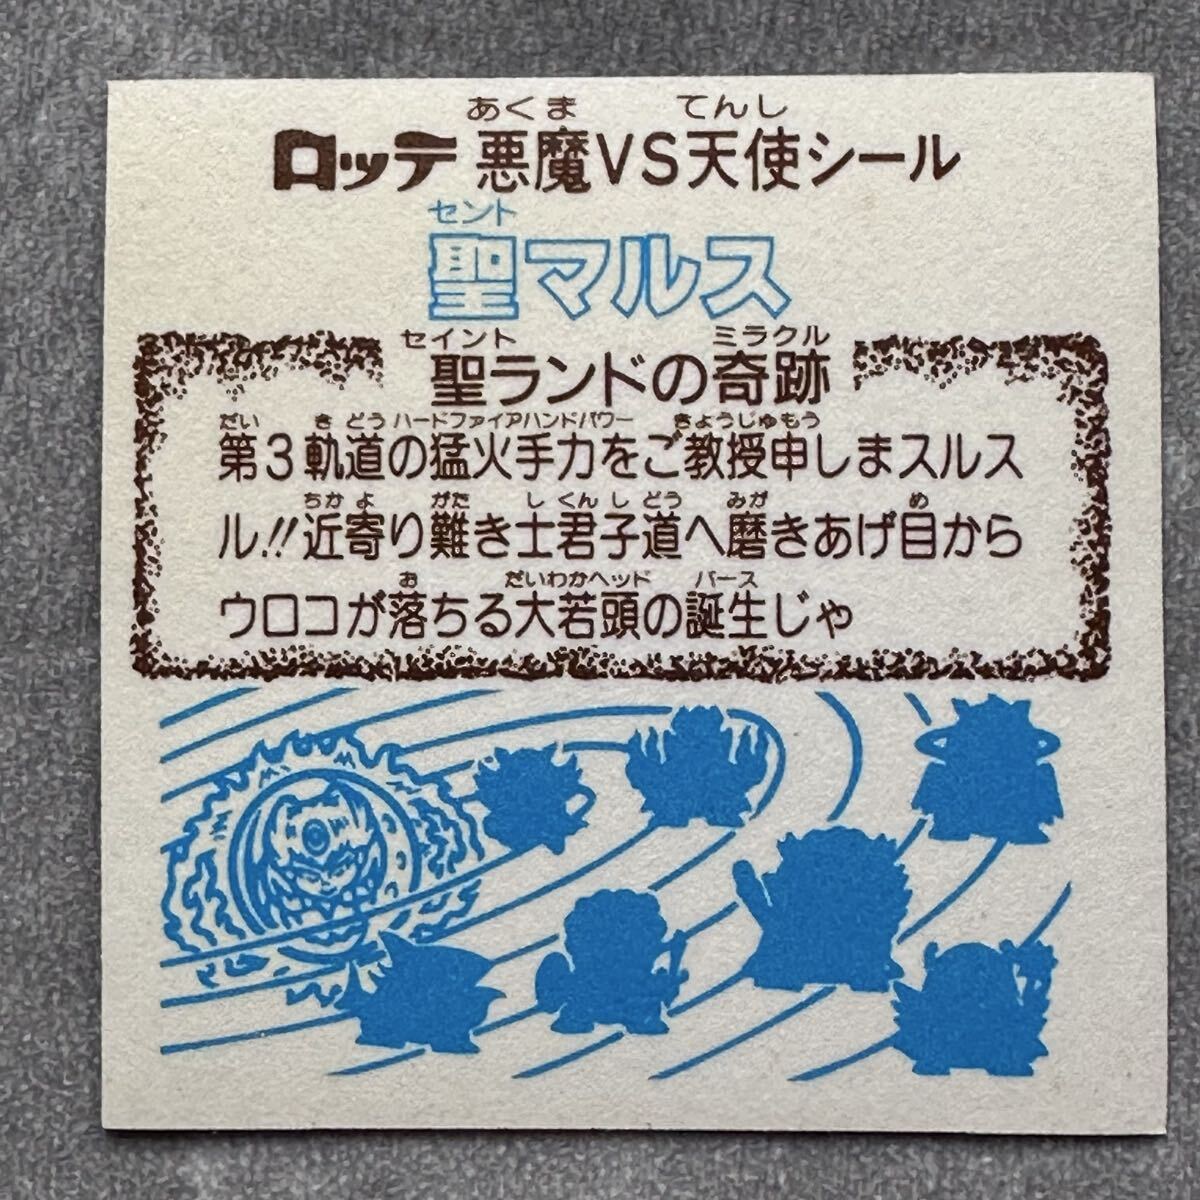 あくま てんし
ロッテ 悪魔VS天使シール
セント
聖マルス
セイント ミラクル
聖ランドの奇跡
だい きどう ハードファイアハンドパワー きょうじゅもう
第3軌道の猛火手力をご教授申しまスルス
ちか よ がた し くん し どう みが め
ル!!近寄り難き士君子道へ磨きあげ目から
お だいわかヘッド バース
ウロコが落ちる大若頭の誕生じゃ